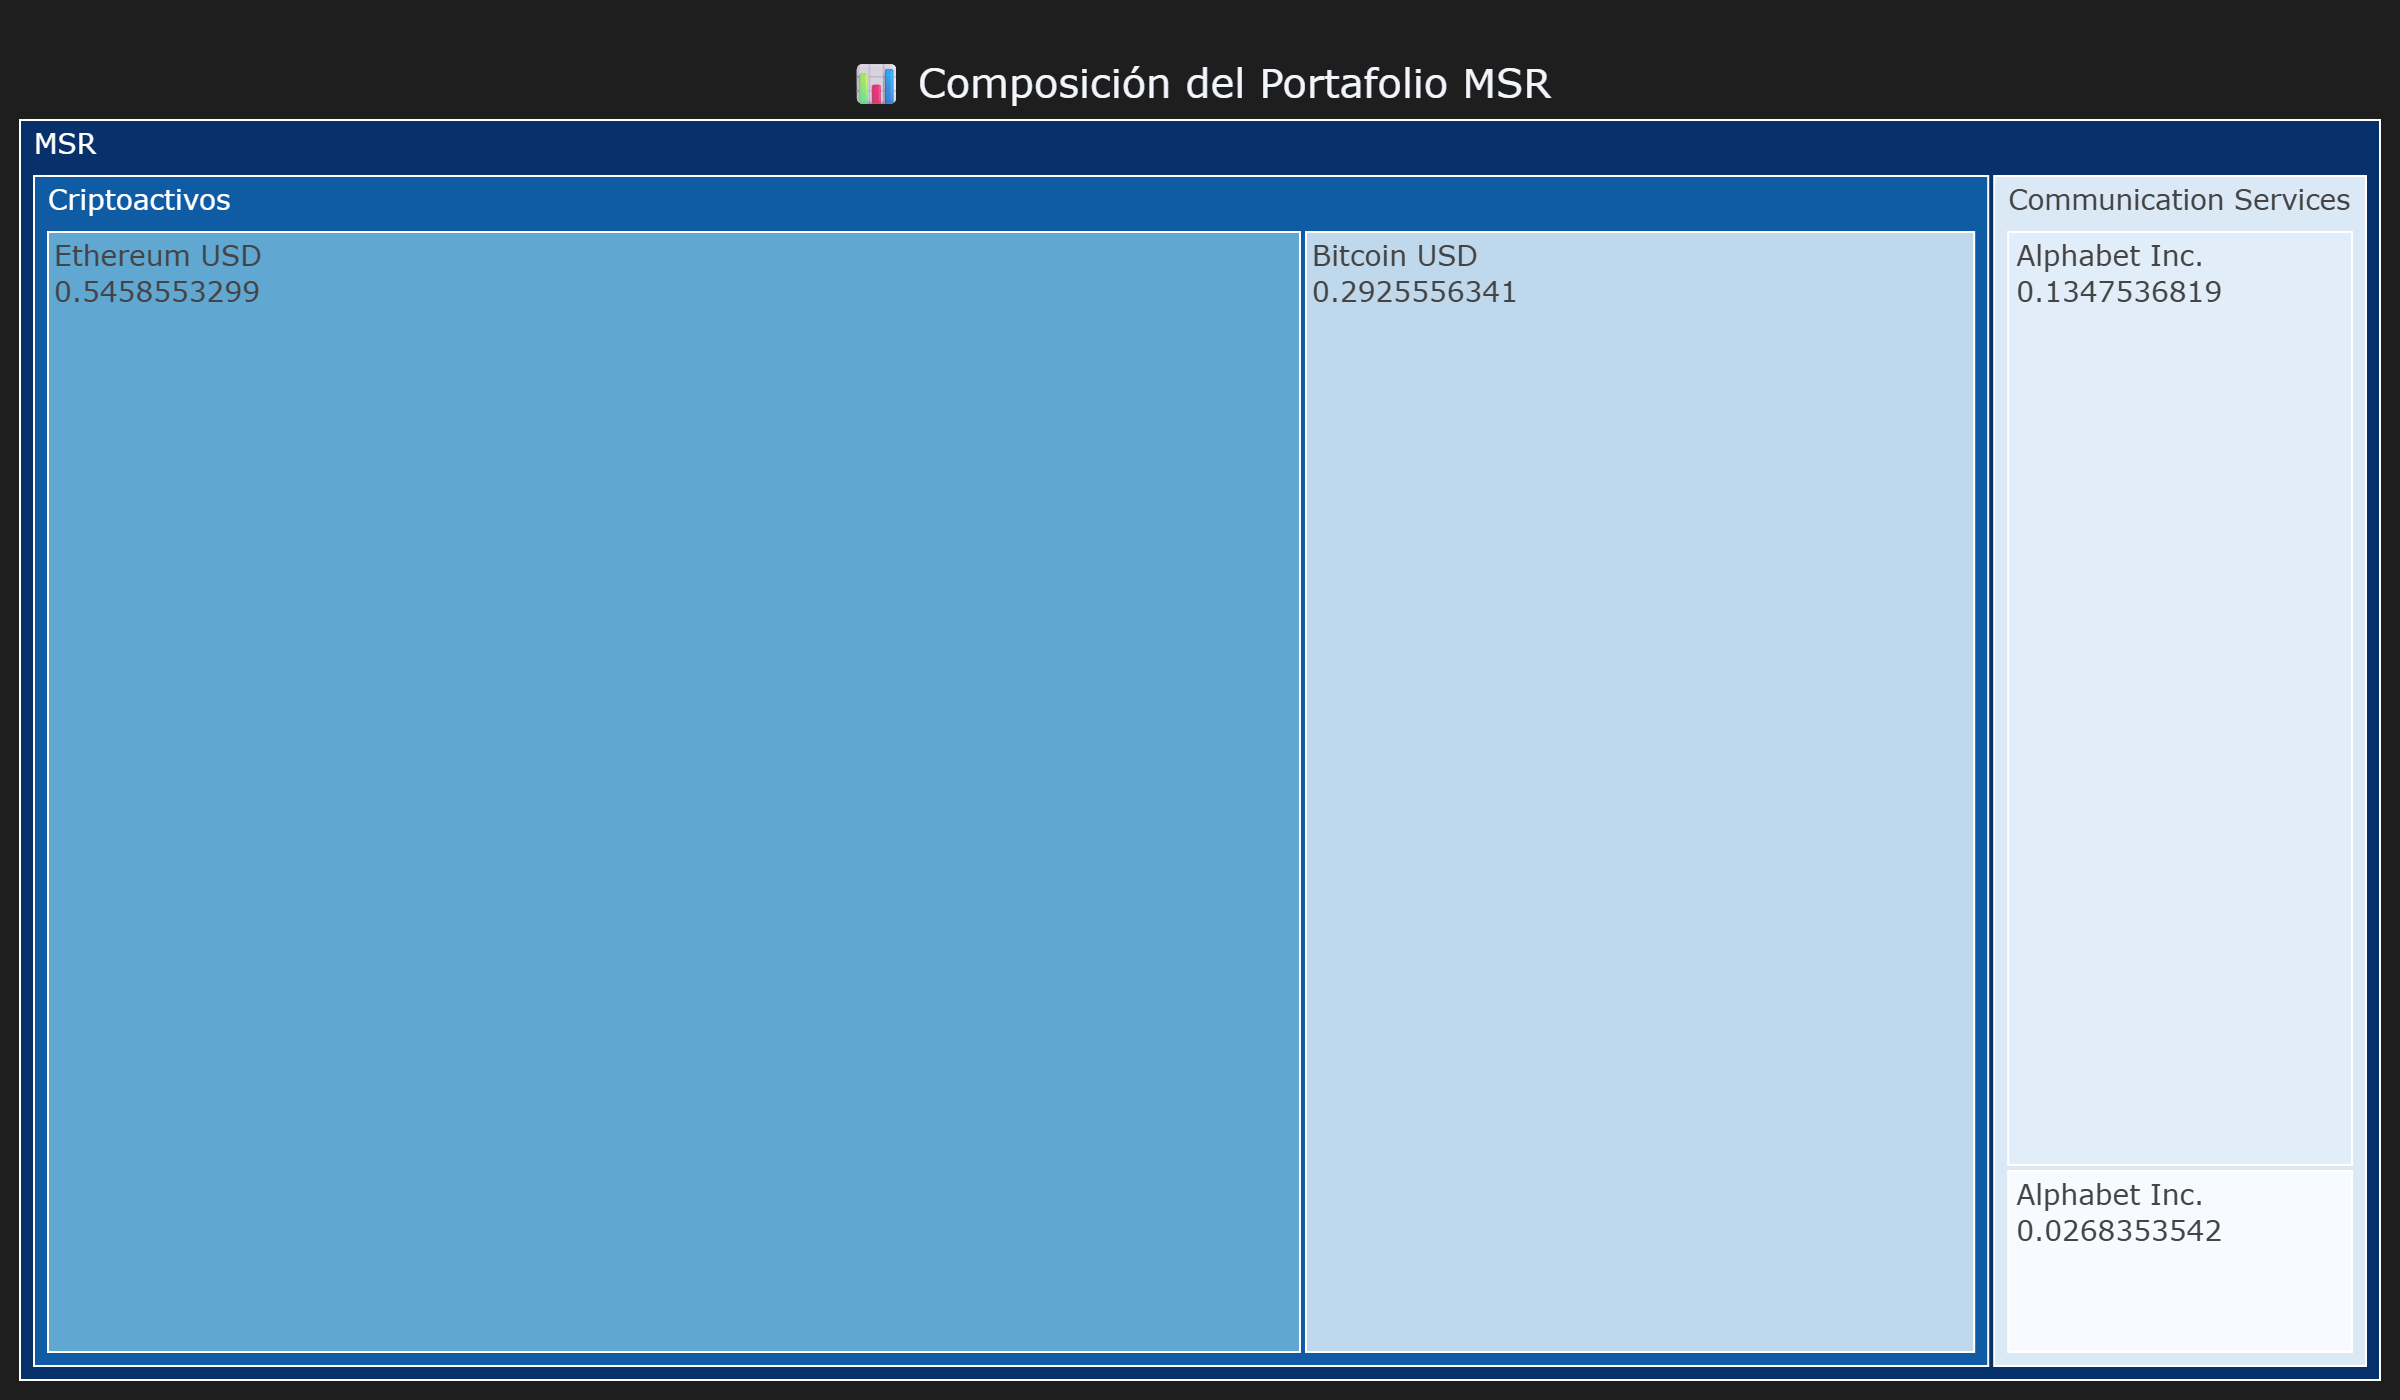 📊 Composición del Portafolio MSR
MSR
Criptoactivos
Ethereum USD
0.5458553299
Bitcoin USD
0.2925556341
Communication Services
Alphabet Inc.
0.1347536819
Alphabet Inc.
0.0268353542